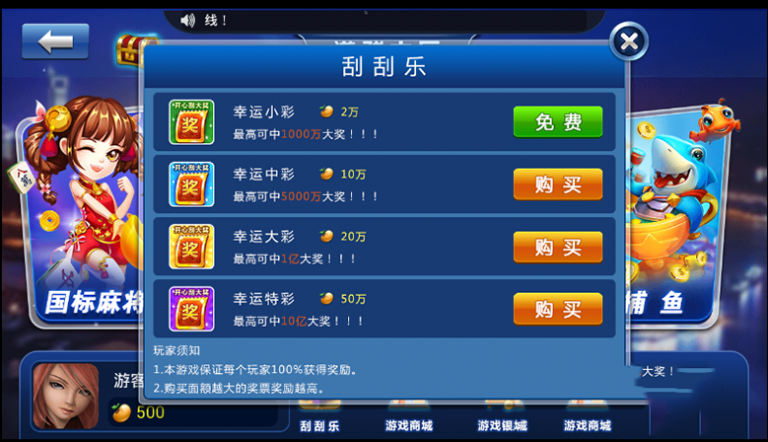 线！
刮刮乐
开心刮大奖
奖
幸运小彩 2万
最高可中1000万大奖！！！
免费
开心刮大奖
奖
幸运中彩 10万
最高可中5000万大奖！！！
购买
开心刮大奖
奖
幸运大彩 20万
最高可中1亿大奖！！！
购买
开心刮大奖
奖
幸运特彩 50万
最高可中10亿大奖！！！
购买
玩家须知
1.本游戏保证每个玩家100%获得奖励。
2.购买面额越大的奖票奖励越高。
八萬
国标麻将
捕鱼
大奖！
游客
500
刮刮乐
游戏商城
游戏银城
游戏商城